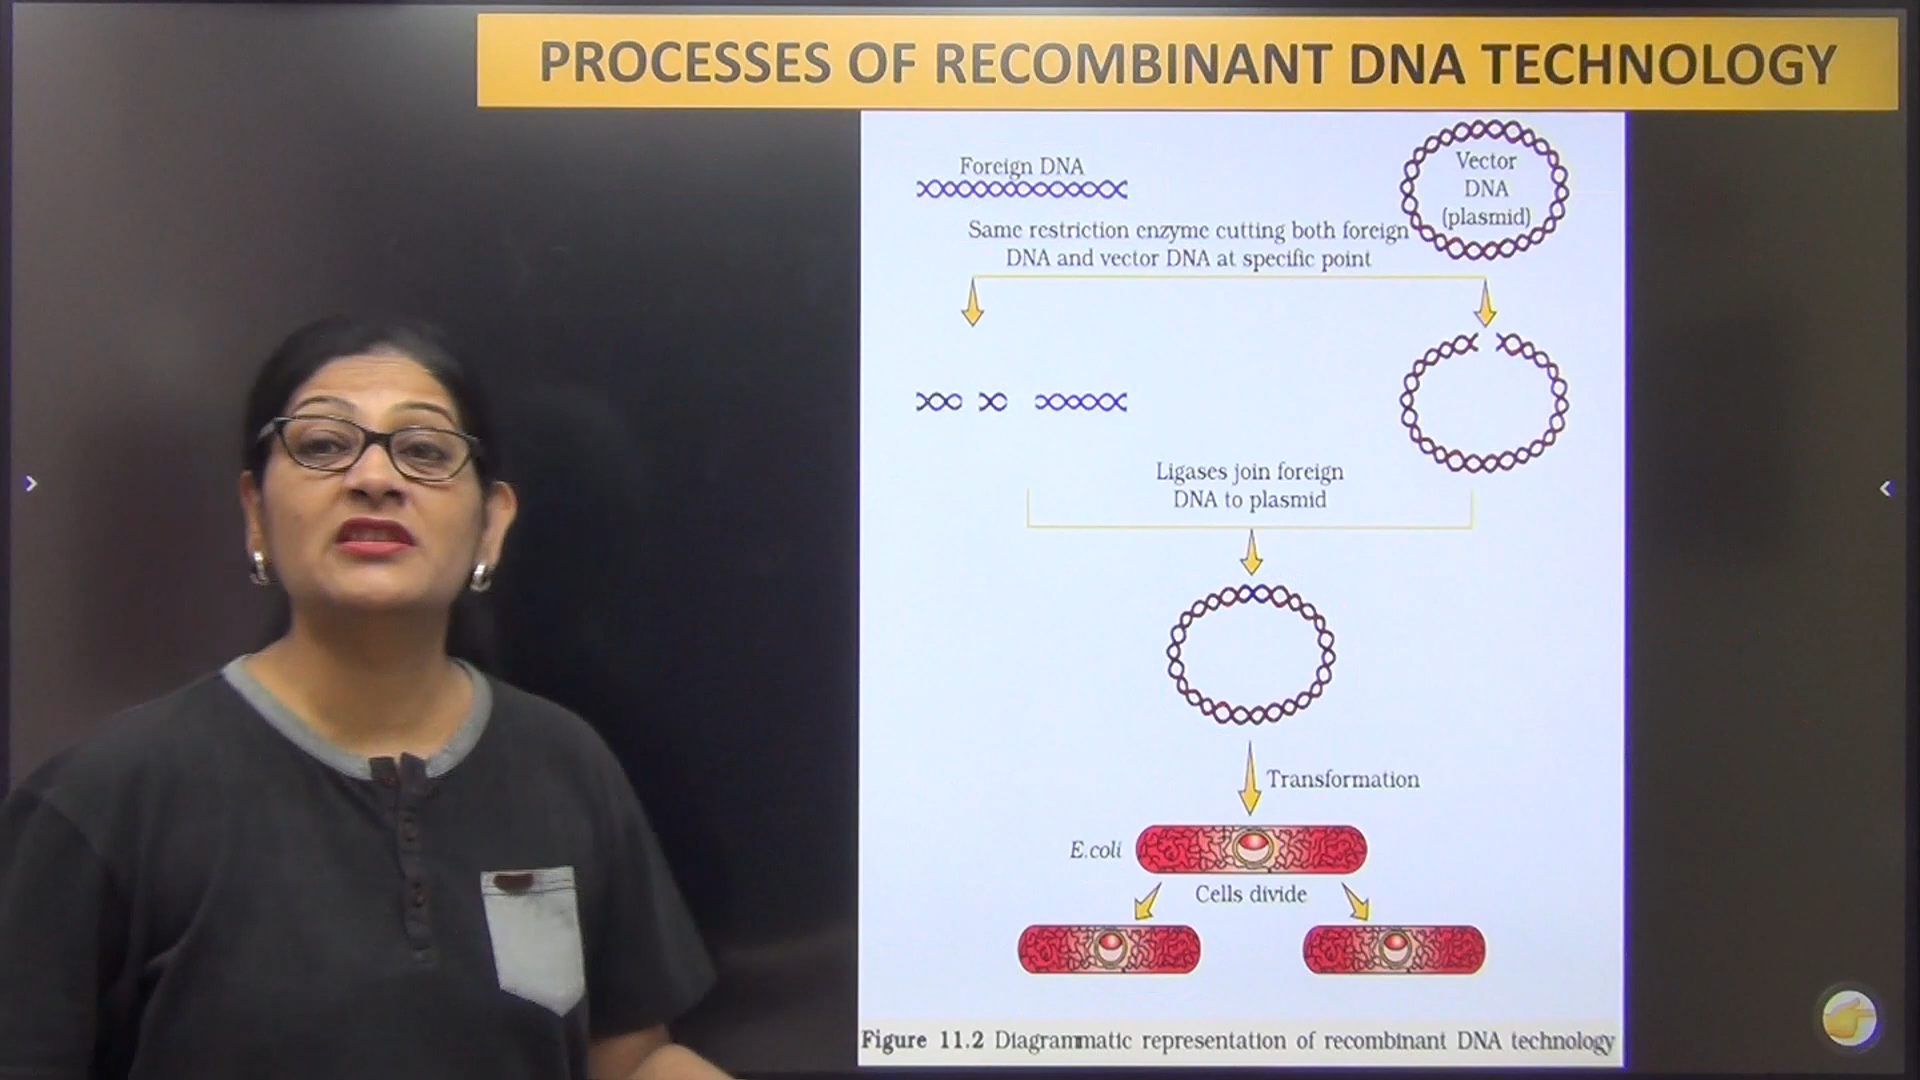 PROCESSES OF RECOMBINANT DNA TECHNOLOGY
Foreign DNA
Vector
DNA
(plasmid)
Same restriction enzyme cutting both foreign
DNA and vector DNA at specific point
Ligases join foreign
DNA to plasmid
Transformation
E.coli
Cells divide
Figure 11.2 Diagrammatic representation of recombinant DNA technology